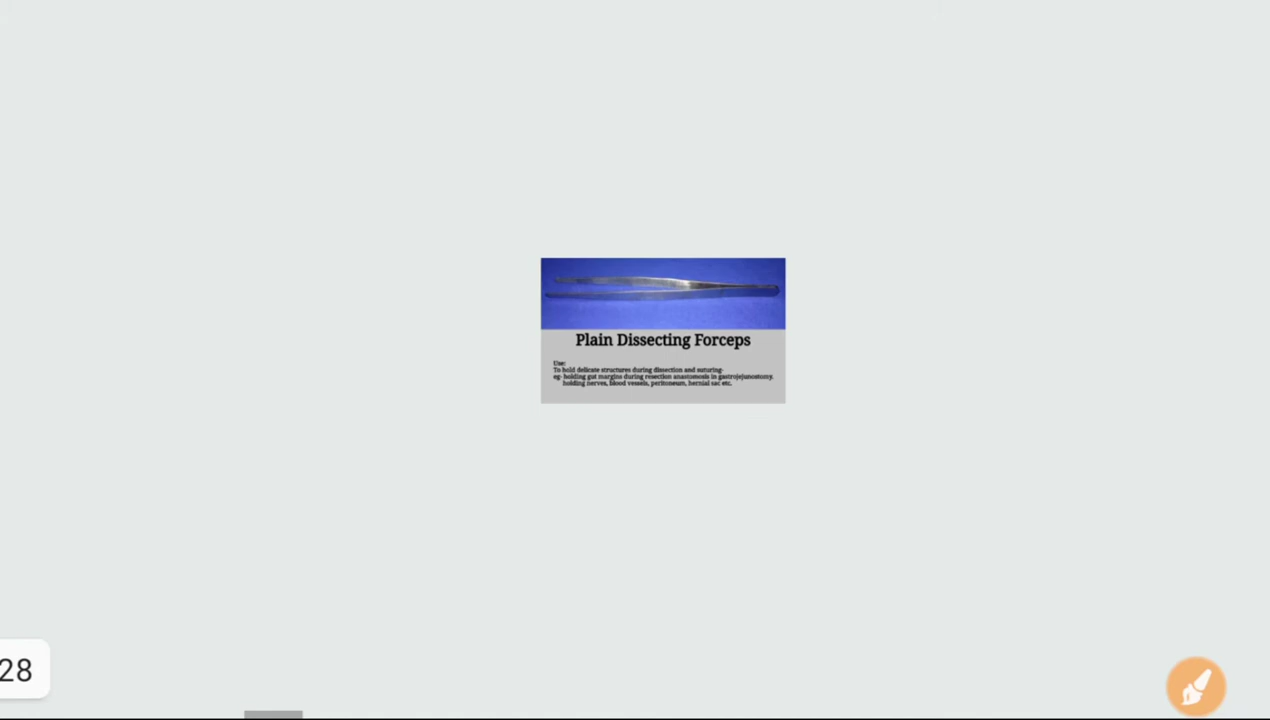 Plain Dissecting Forceps
Use:
To hold delicate structures during dissection and suturing-
eg- holding gut margins during resection anastomosis in gastrojejunostomy.
holding nerves, blood vessels, peritoneum, hernial sac etc.
28